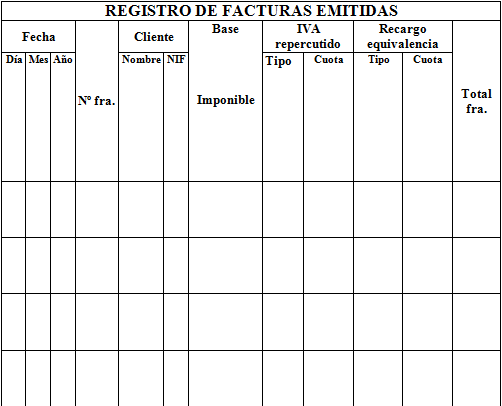 REGISTRO DE FACTURAS EMITIDAS
Fecha
Nº fra.
Cliente
Base
Imponible
IVA
repercutido
Recargo
equivalencia
Total
fra.
Día Mes Año
Nombre NIF
Tipo Cuota
Tipo Cuota